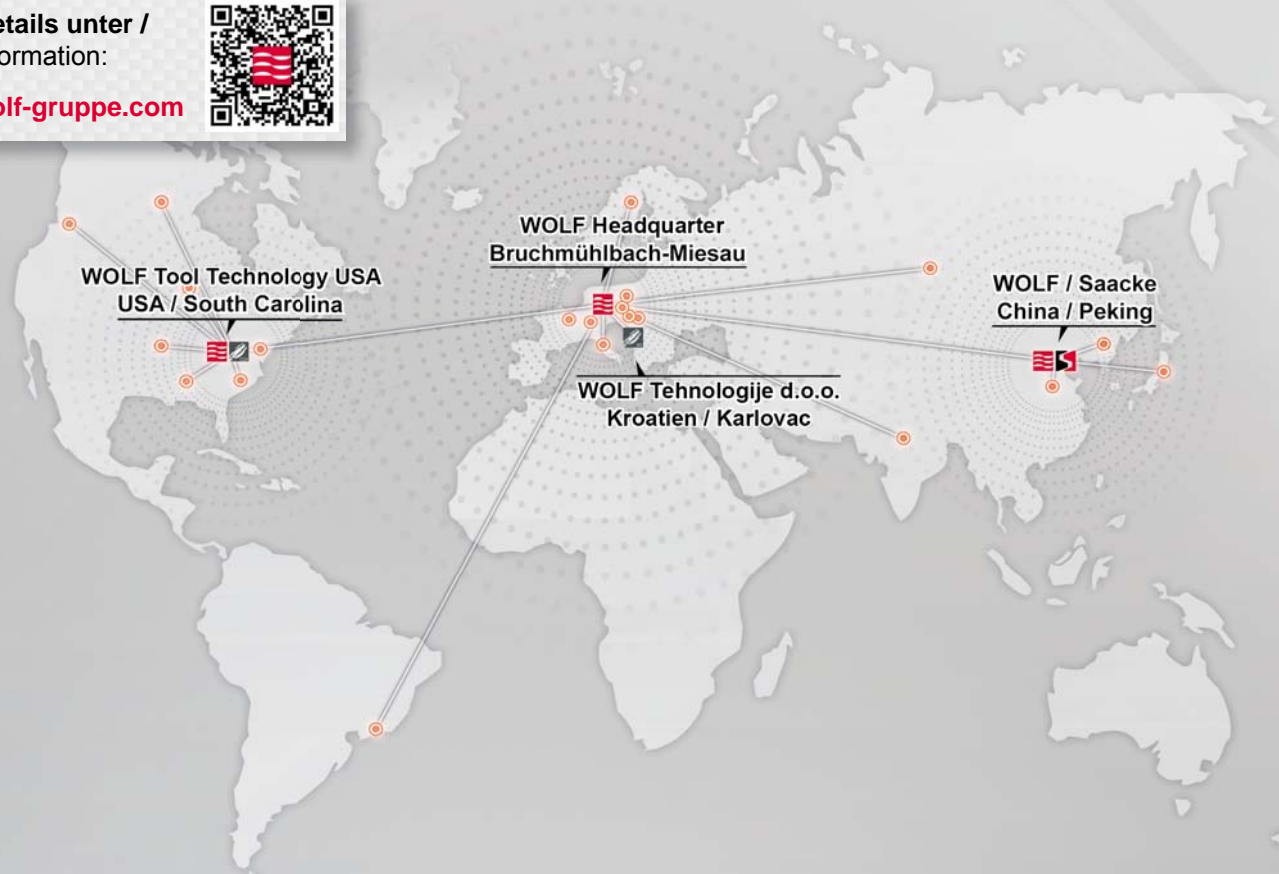 etails unter /
ormation:
olf-gruppe.com
WOLF Headquarter
Bruchmühlbach-Miesau
WOLF Tool Technology USA
USA / South Carolina
WOLF / Saacke
China / Peking
WOLF Tehnologije d.o.o.
Kroatien / Karlovac